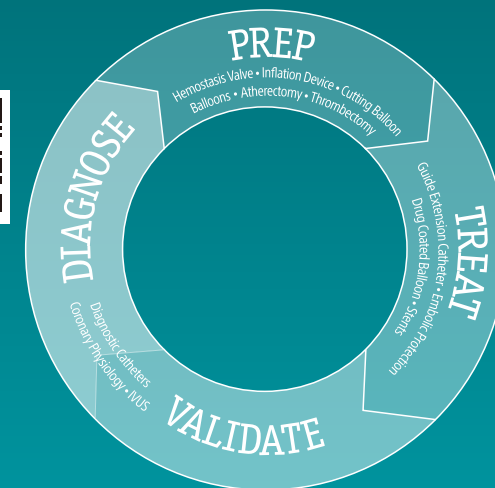 PREP
Hemostasis Valve • Inflation Device • Cutting Balloon
Balloons • Atherectomy • Thrombectomy
TREAT
Guide Extension Catheter • Embolic Protection
Drug Coated Balloon • Stents
VALIDATE
DIAGNOSE
Diagnostic Catheters
Coronary Physiology • IVUS